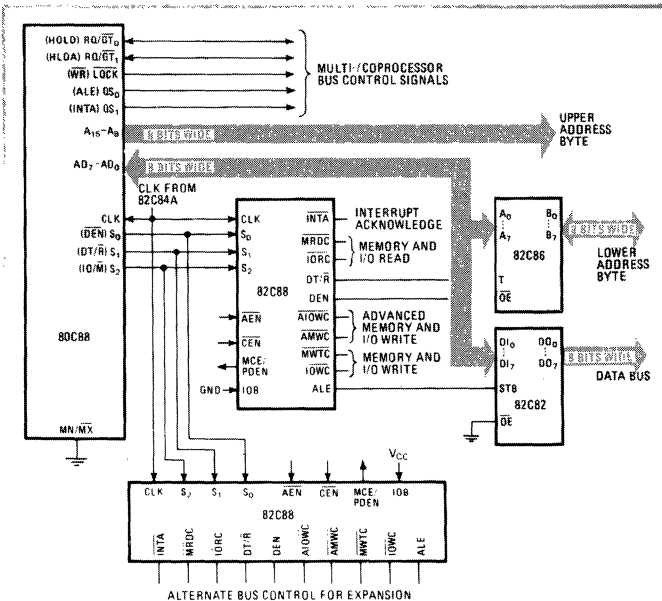 (HOLD) RQ/GT0
(HLDA) RQ/GT1
(WR) LOCK
(ALE) QS0
(INTA) QS1
MULTI-/COPROCESSOR
BUS CONTROL SIGNALS
A15-A8
8 BITS WIDE
UPPER
ADDRESS
BYTE
AD7-AD0
8 BITS WIDE
CLK FROM
82C84A
CLK
(DEN) S0
(DT/R) S1
(IO/M) S2
80C88
MN/MX
CLK
S0
S1
S2
82C88
AEN
CEN
MCE/
PDEN
GND
IOB
INTA
INTERRUPT
ACKNOWLEDGE
MRDC
IORC
MEMORY AND
I/O READ
DT/R
DEN
AIOWC
AMWC
ADVANCED
MEMORY AND
I/O WRITE
MWTC
IOWC
MEMORY AND
I/O WRITE
ALE
A0
A7
B0
B7
82C86
T
OE
8 BITS WIDE
LOWER
ADDRESS
BYTE
DI0
DI7
DO0
DO7
STB
82C82
OE
8 BITS WIDE
DATA BUS
VCC
CLK
S2
S1
S0
AEN
CEN
MCE/
PDEN
IOB
82C88
INTA
MRDC
IORC
DT/R
DEN
AIOWC
AMWC
MWTC
IOWC
ALE
ALTERNATE BUS CONTROL FOR EXPANSION